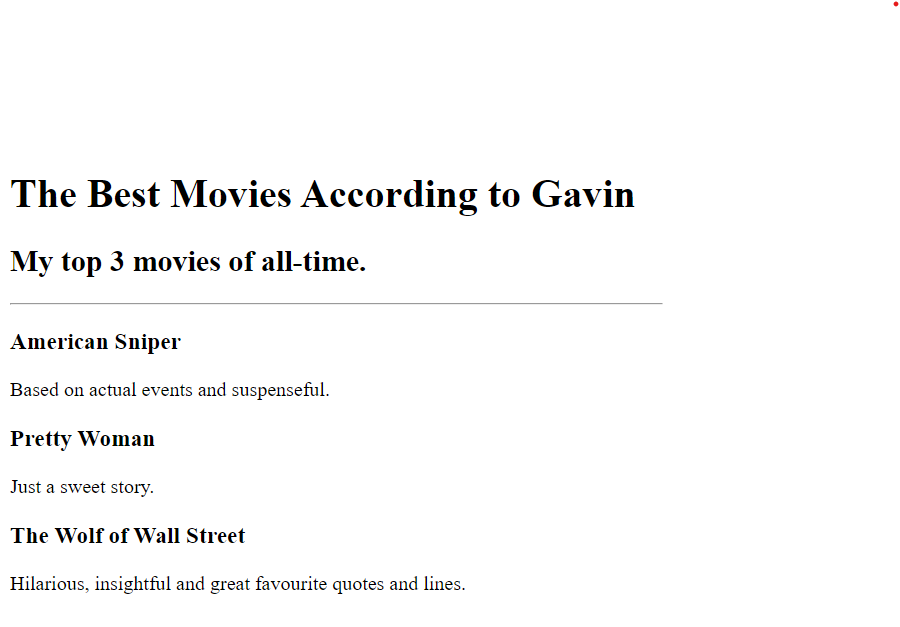 The Best Movies According to Gavin
My top 3 movies of all-time.
American Sniper
Based on actual events and suspenseful.
Pretty Woman
Just a sweet story.
The Wolf of Wall Street
Hilarious, insightful and great favourite quotes and lines.